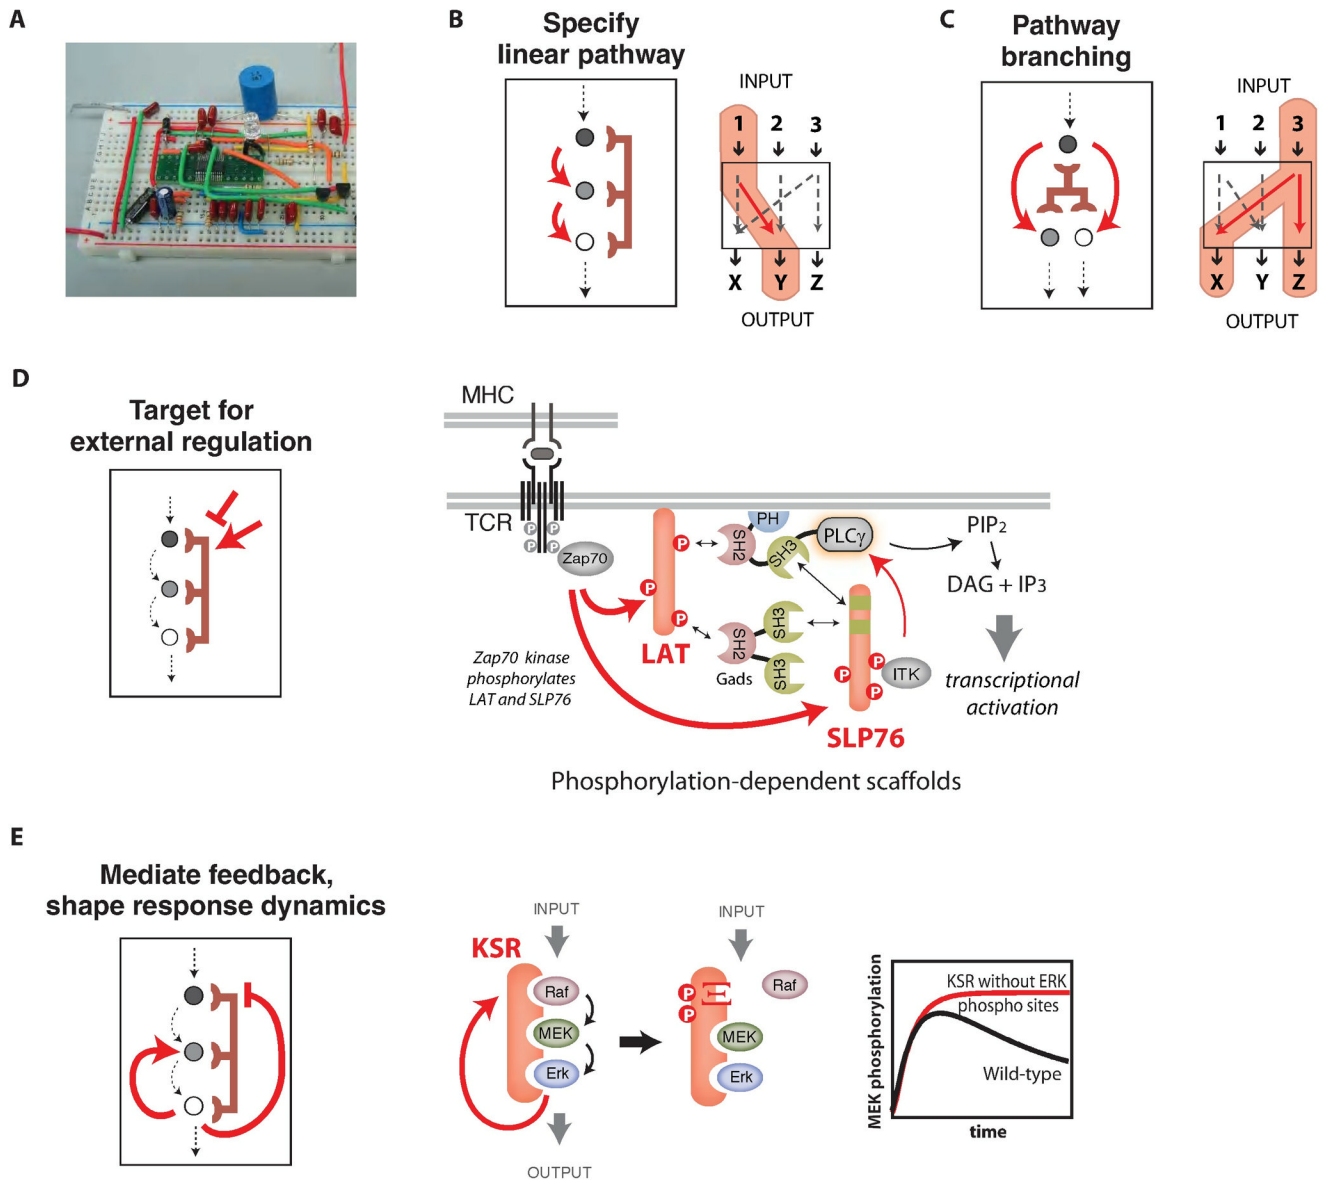 A
B
Specify
linear pathway
INPUT
1 2 3
X Y Z
OUTPUT
C
Pathway
branching
INPUT
1 2 3
X Y Z
OUTPUT
D
Target for
external regulation
MHC
TCR
P P
P P
Zap70
Zap70 kinase
phosphorylates
LAT and SLP76
P
P
P
LAT
PH
SH2
SH3
PLCγ
SH2
SH3
SH3
Gads
P
P
P
ITK
SLP76
PIP2
DAG + IP3
transcriptional
activation
Phosphorylation-dependent scaffolds
E
Mediate feedback,
shape response dynamics
INPUT
KSR
Raf
MEK
Erk
OUTPUT
INPUT
P
P
Raf
MEK
Erk
MEK phosphorylation
KSR without ERK
phospho sites
Wild-type
time